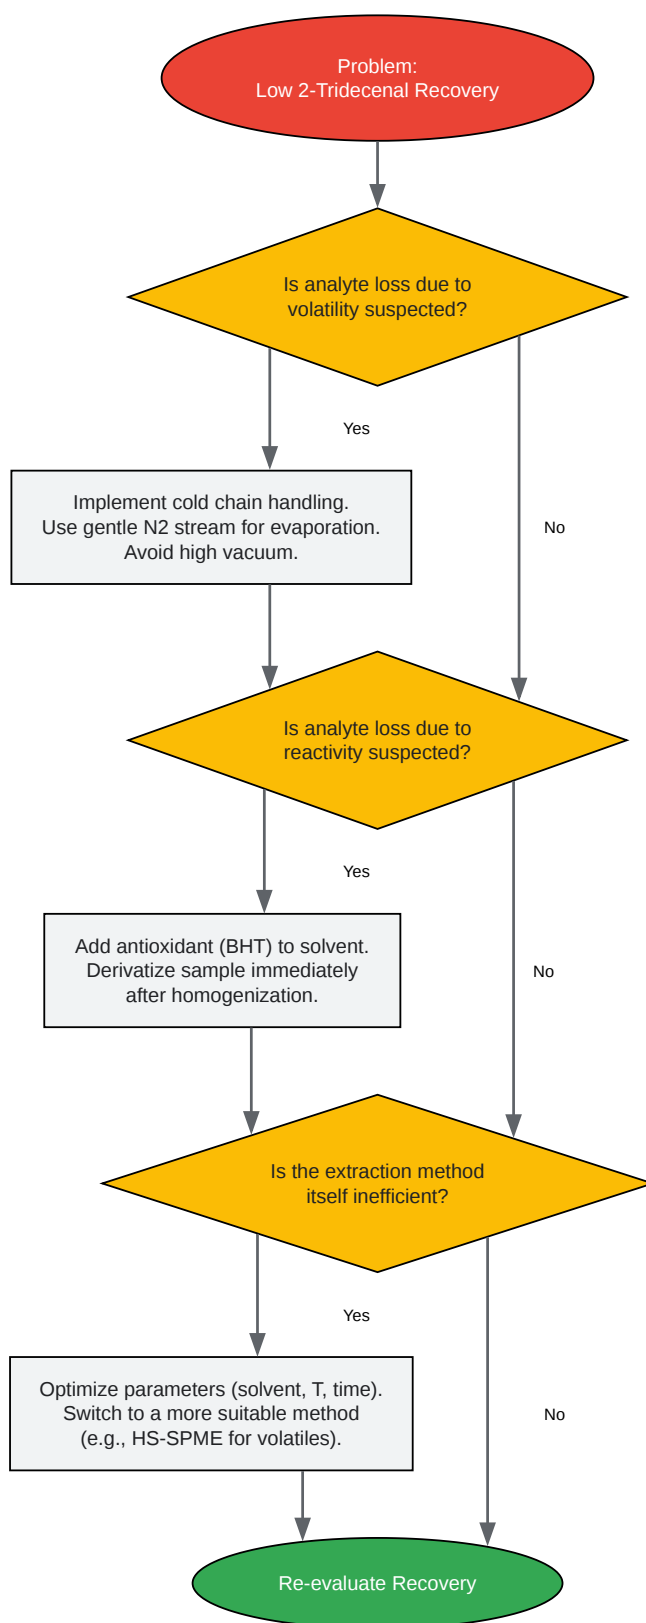 Problem:
Low 2-Tridecenal Recovery
Is analyte loss due to
volatility suspected?
Yes
Implement cold chain handling.
Use gentle N2 stream for evaporation.
Avoid high vacuum.
No
Is analyte loss due to
reactivity suspected?
Yes
Add antioxidant (BHT) to solvent.
Derivatize sample immediately
after homogenization.
No
Is the extraction method
itself inefficient?
Yes
Optimize parameters (solvent, T, time).
Switch to a more suitable method
(e.g., HS-SPME for volatiles).
No
Re-evaluate Recovery